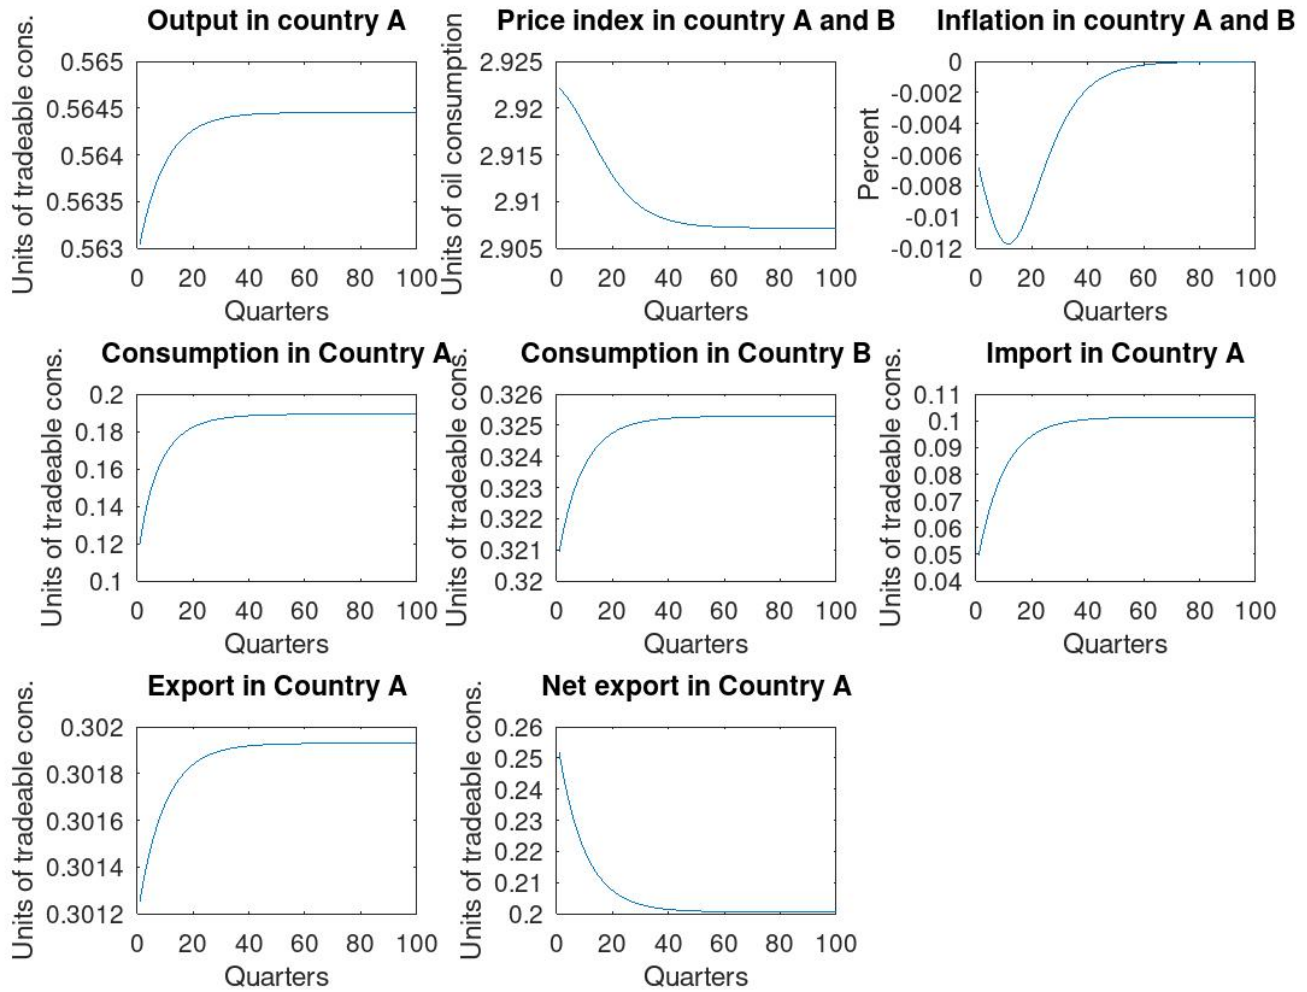 Output in country A
Units of tradeable cons.
0.565
0.5645
0.564
0.5635
0.563
0 20 40 60 80 100
Quarters
Price index in country A and B
Units of oil consumption
2.925
2.92
2.915
2.91
2.905
0 20 40 60 80 100
Quarters
Inflation in country A and B
Percent
0
-0.002
-0.004
-0.006
-0.008
-0.01
-0.012
0 20 40 60 80 100
Quarters
Consumption in Country A
Units of tradeable cons.
0.2
0.18
0.16
0.14
0.12
0.1
0 20 40 60 80 100
Quarters
Consumption in Country B
Units of tradeable cons.
0.326
0.325
0.324
0.323
0.322
0.321
0.32
0 20 40 60 80 100
Quarters
Import in Country A
Units of tradeable cons.
0.11
0.1
0.09
0.08
0.07
0.06
0.05
0.04
0 20 40 60 80 100
Quarters
Export in Country A
Units of tradeable cons.
0.302
0.3018
0.3016
0.3014
0.3012
0 20 40 60 80 100
Quarters
Net export in Country A
Units of tradeable cons.
0.26
0.25
0.24
0.23
0.22
0.21
0.2
0 20 40 60 80 100
Quarters